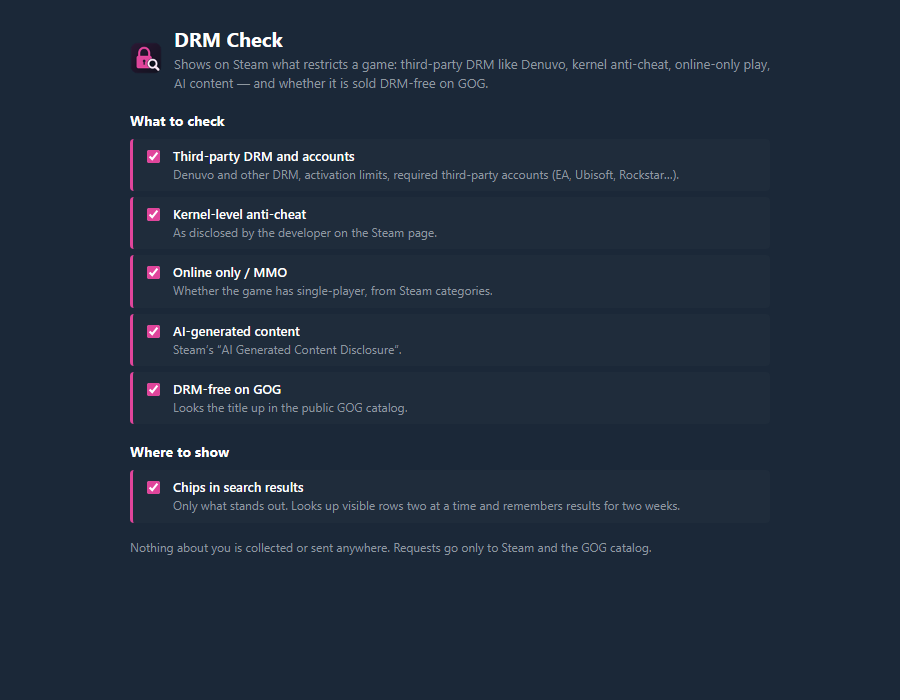 DRM Check
Shows on Steam what restricts a game: third-party DRM like Denuvo, kernel anti-cheat, online-only play,
AI content — and whether it is sold DRM-free on GOG.
What to check
Third-party DRM and accounts
Denuvo and other DRM, activation limits, required third-party accounts (EA, Ubisoft, Rockstar...).
Kernel-level anti-cheat
As disclosed by the developer on the Steam page.
Online only / MMO
Whether the game has single-player, from Steam categories.
AI-generated content
Steam's “AI Generated Content Disclosure”.
DRM-free on GOG
Looks the title up in the public GOG catalog.
Where to show
Chips in search results
Only what stands out. Looks up visible rows two at a time and remembers results for two weeks.
Nothing about you is collected or sent anywhere. Requests go only to Steam and the GOG catalog.